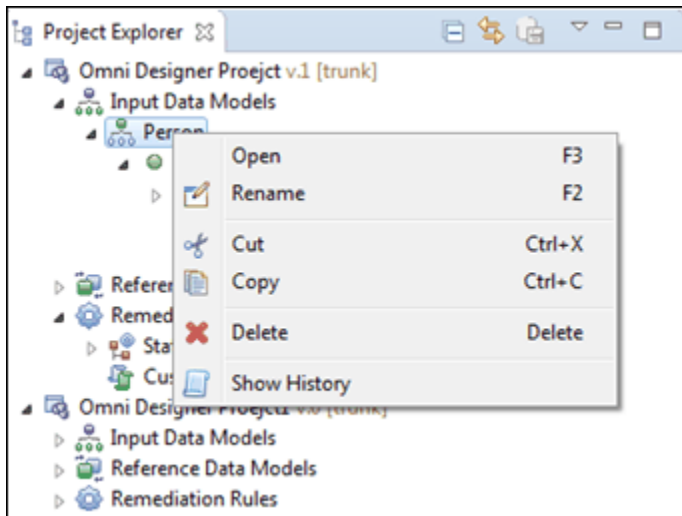 Project Explorer
Omni Designer Proejct v.1 [trunk]
Input Data Models
Person
Open F3
Rename F2
Cut Ctrl+X
Copy Ctrl+C
Delete Delete
Show History
Omni Designer Proejct1 v.0 [trunk]
Input Data Models
Reference Data Models
Remediation Rules